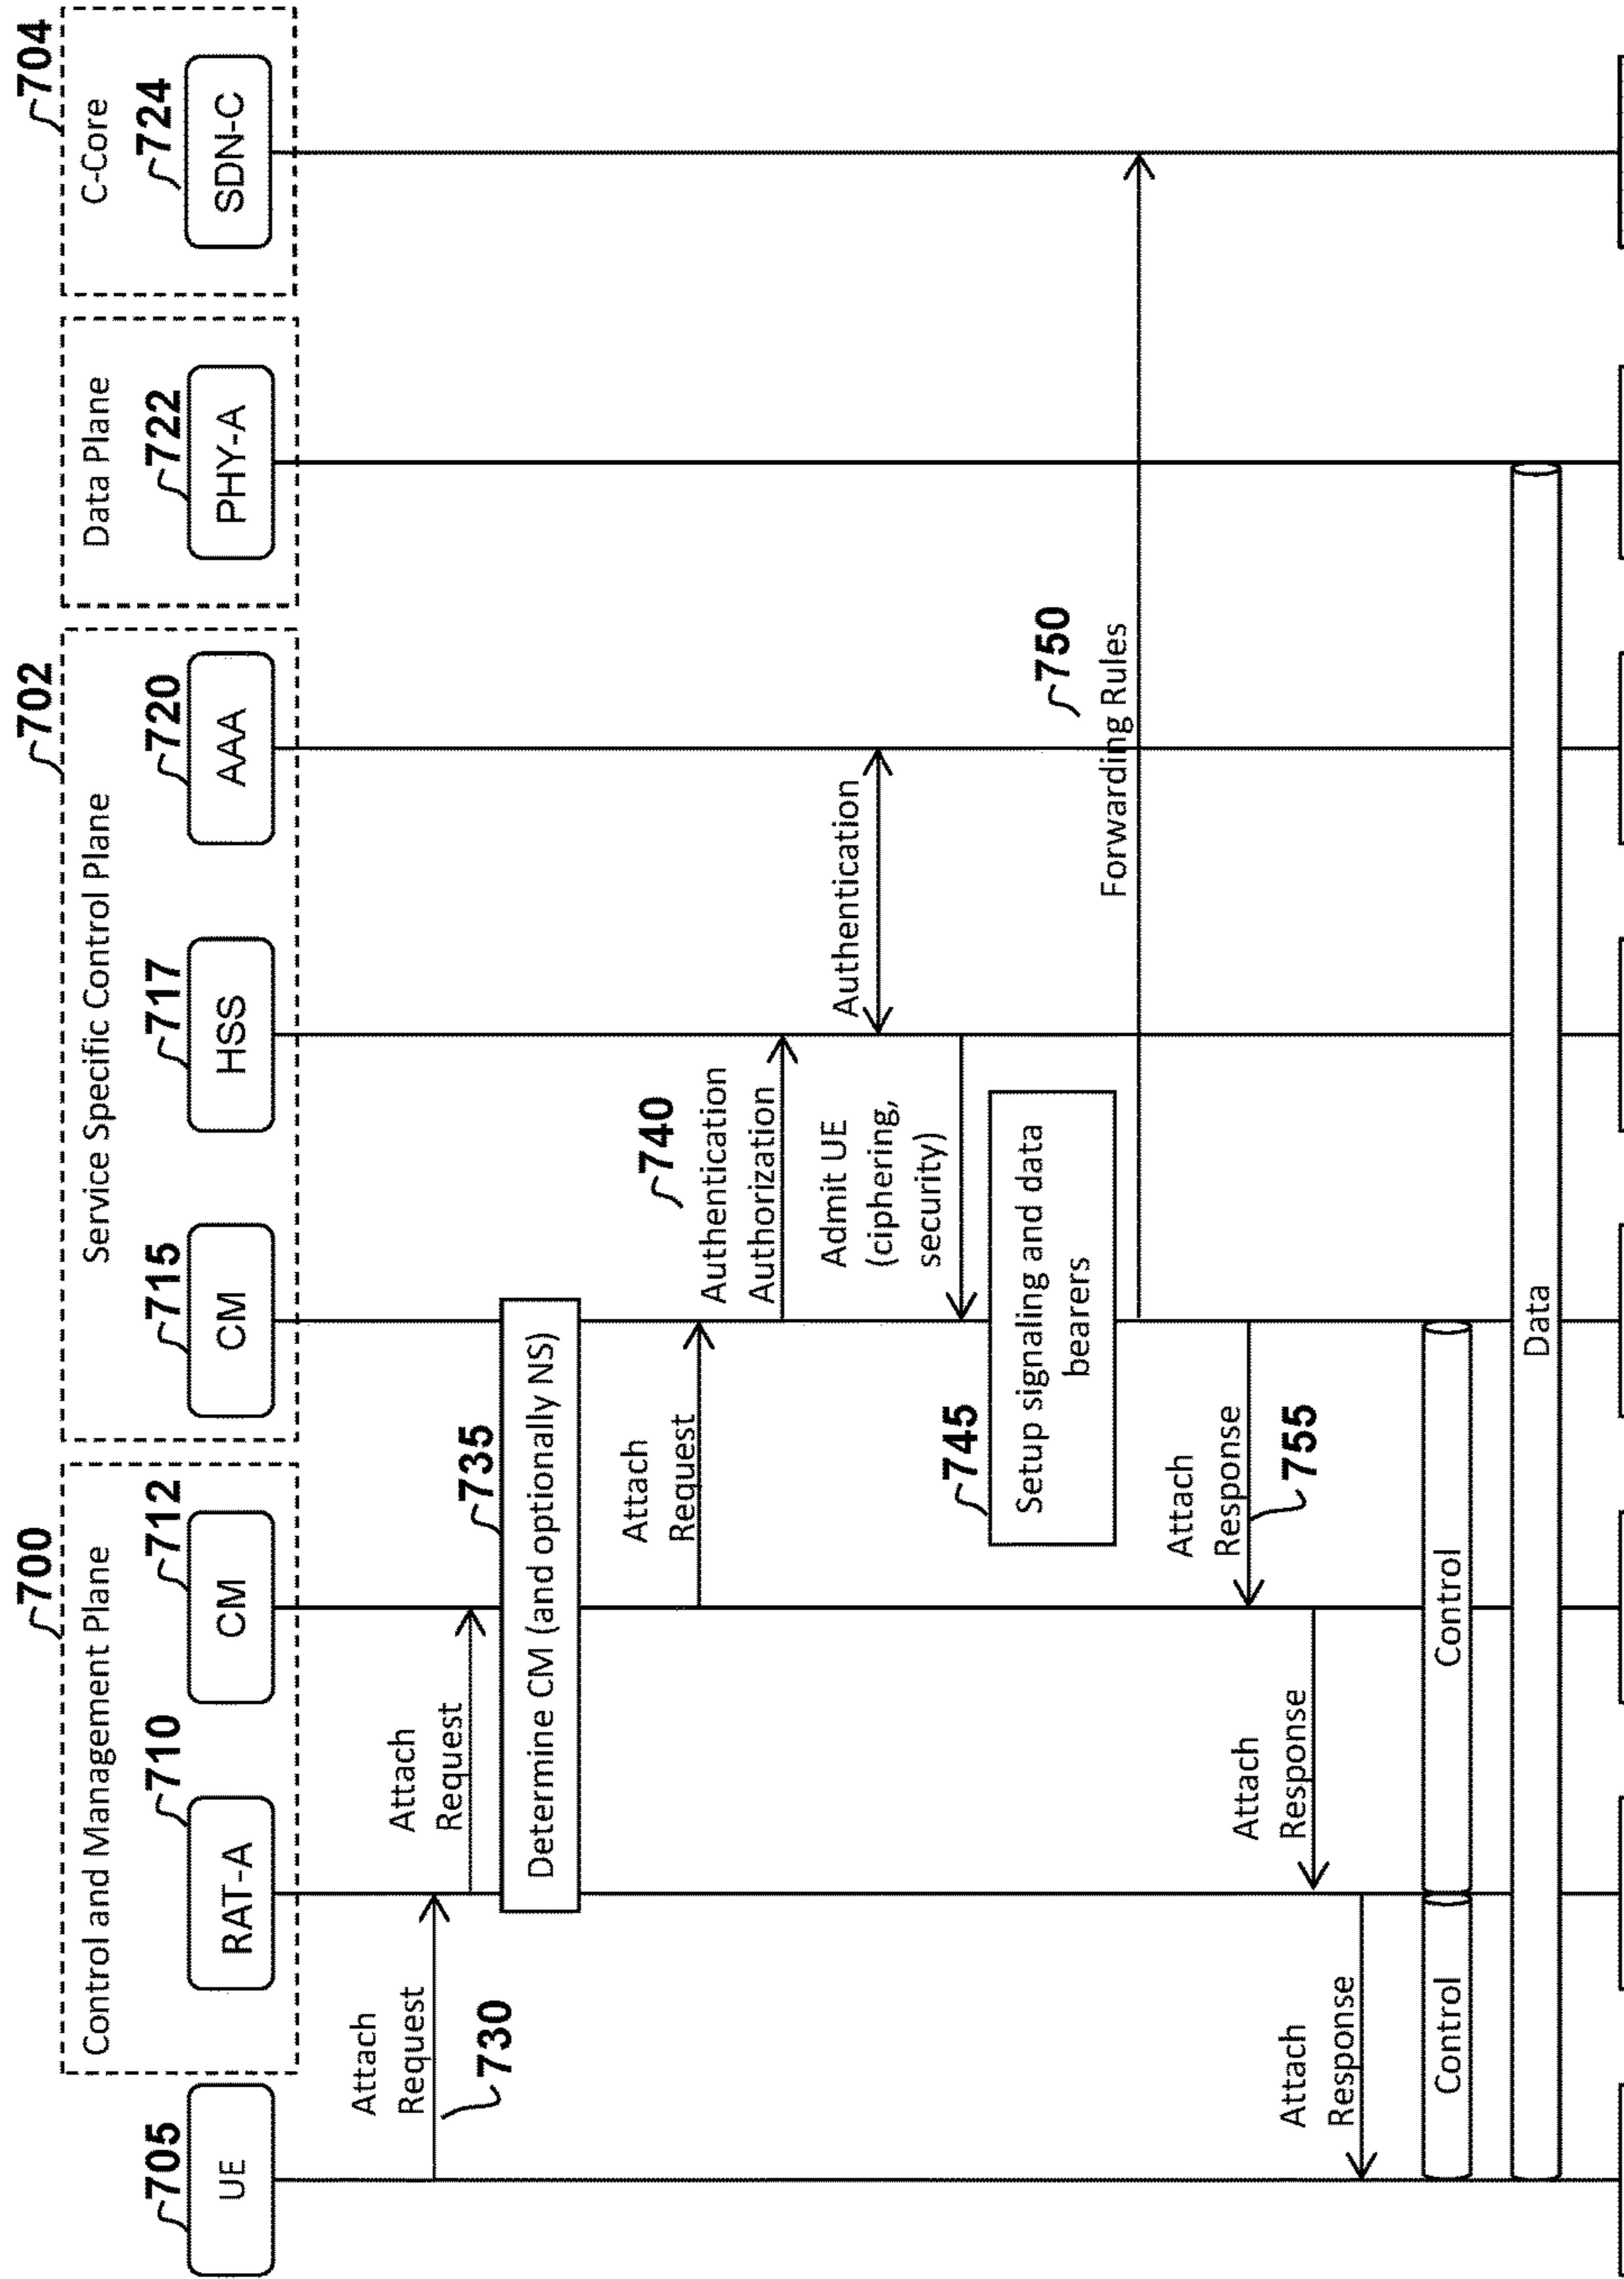 700
702
704
Control and Management Plane
Service Specific Control Plane
Data Plane
C-Core
705
710
712
715
717
720
722
724
UE
RAT-A
CM
CM
HSS
AAA
PHY-A
SDN-C
Attach
Request
730
Attach
Request
735
Determine CM (and optionally NS)
Attach
Request
740
Authentication
Authorization
Authentication
Admit UE
(ciphering,
security)
745
Setup signaling and data
bearers
750
Forwarding Rules
Attach
Response
755
Attach
Response
Attach
Response
Control
Control
Data